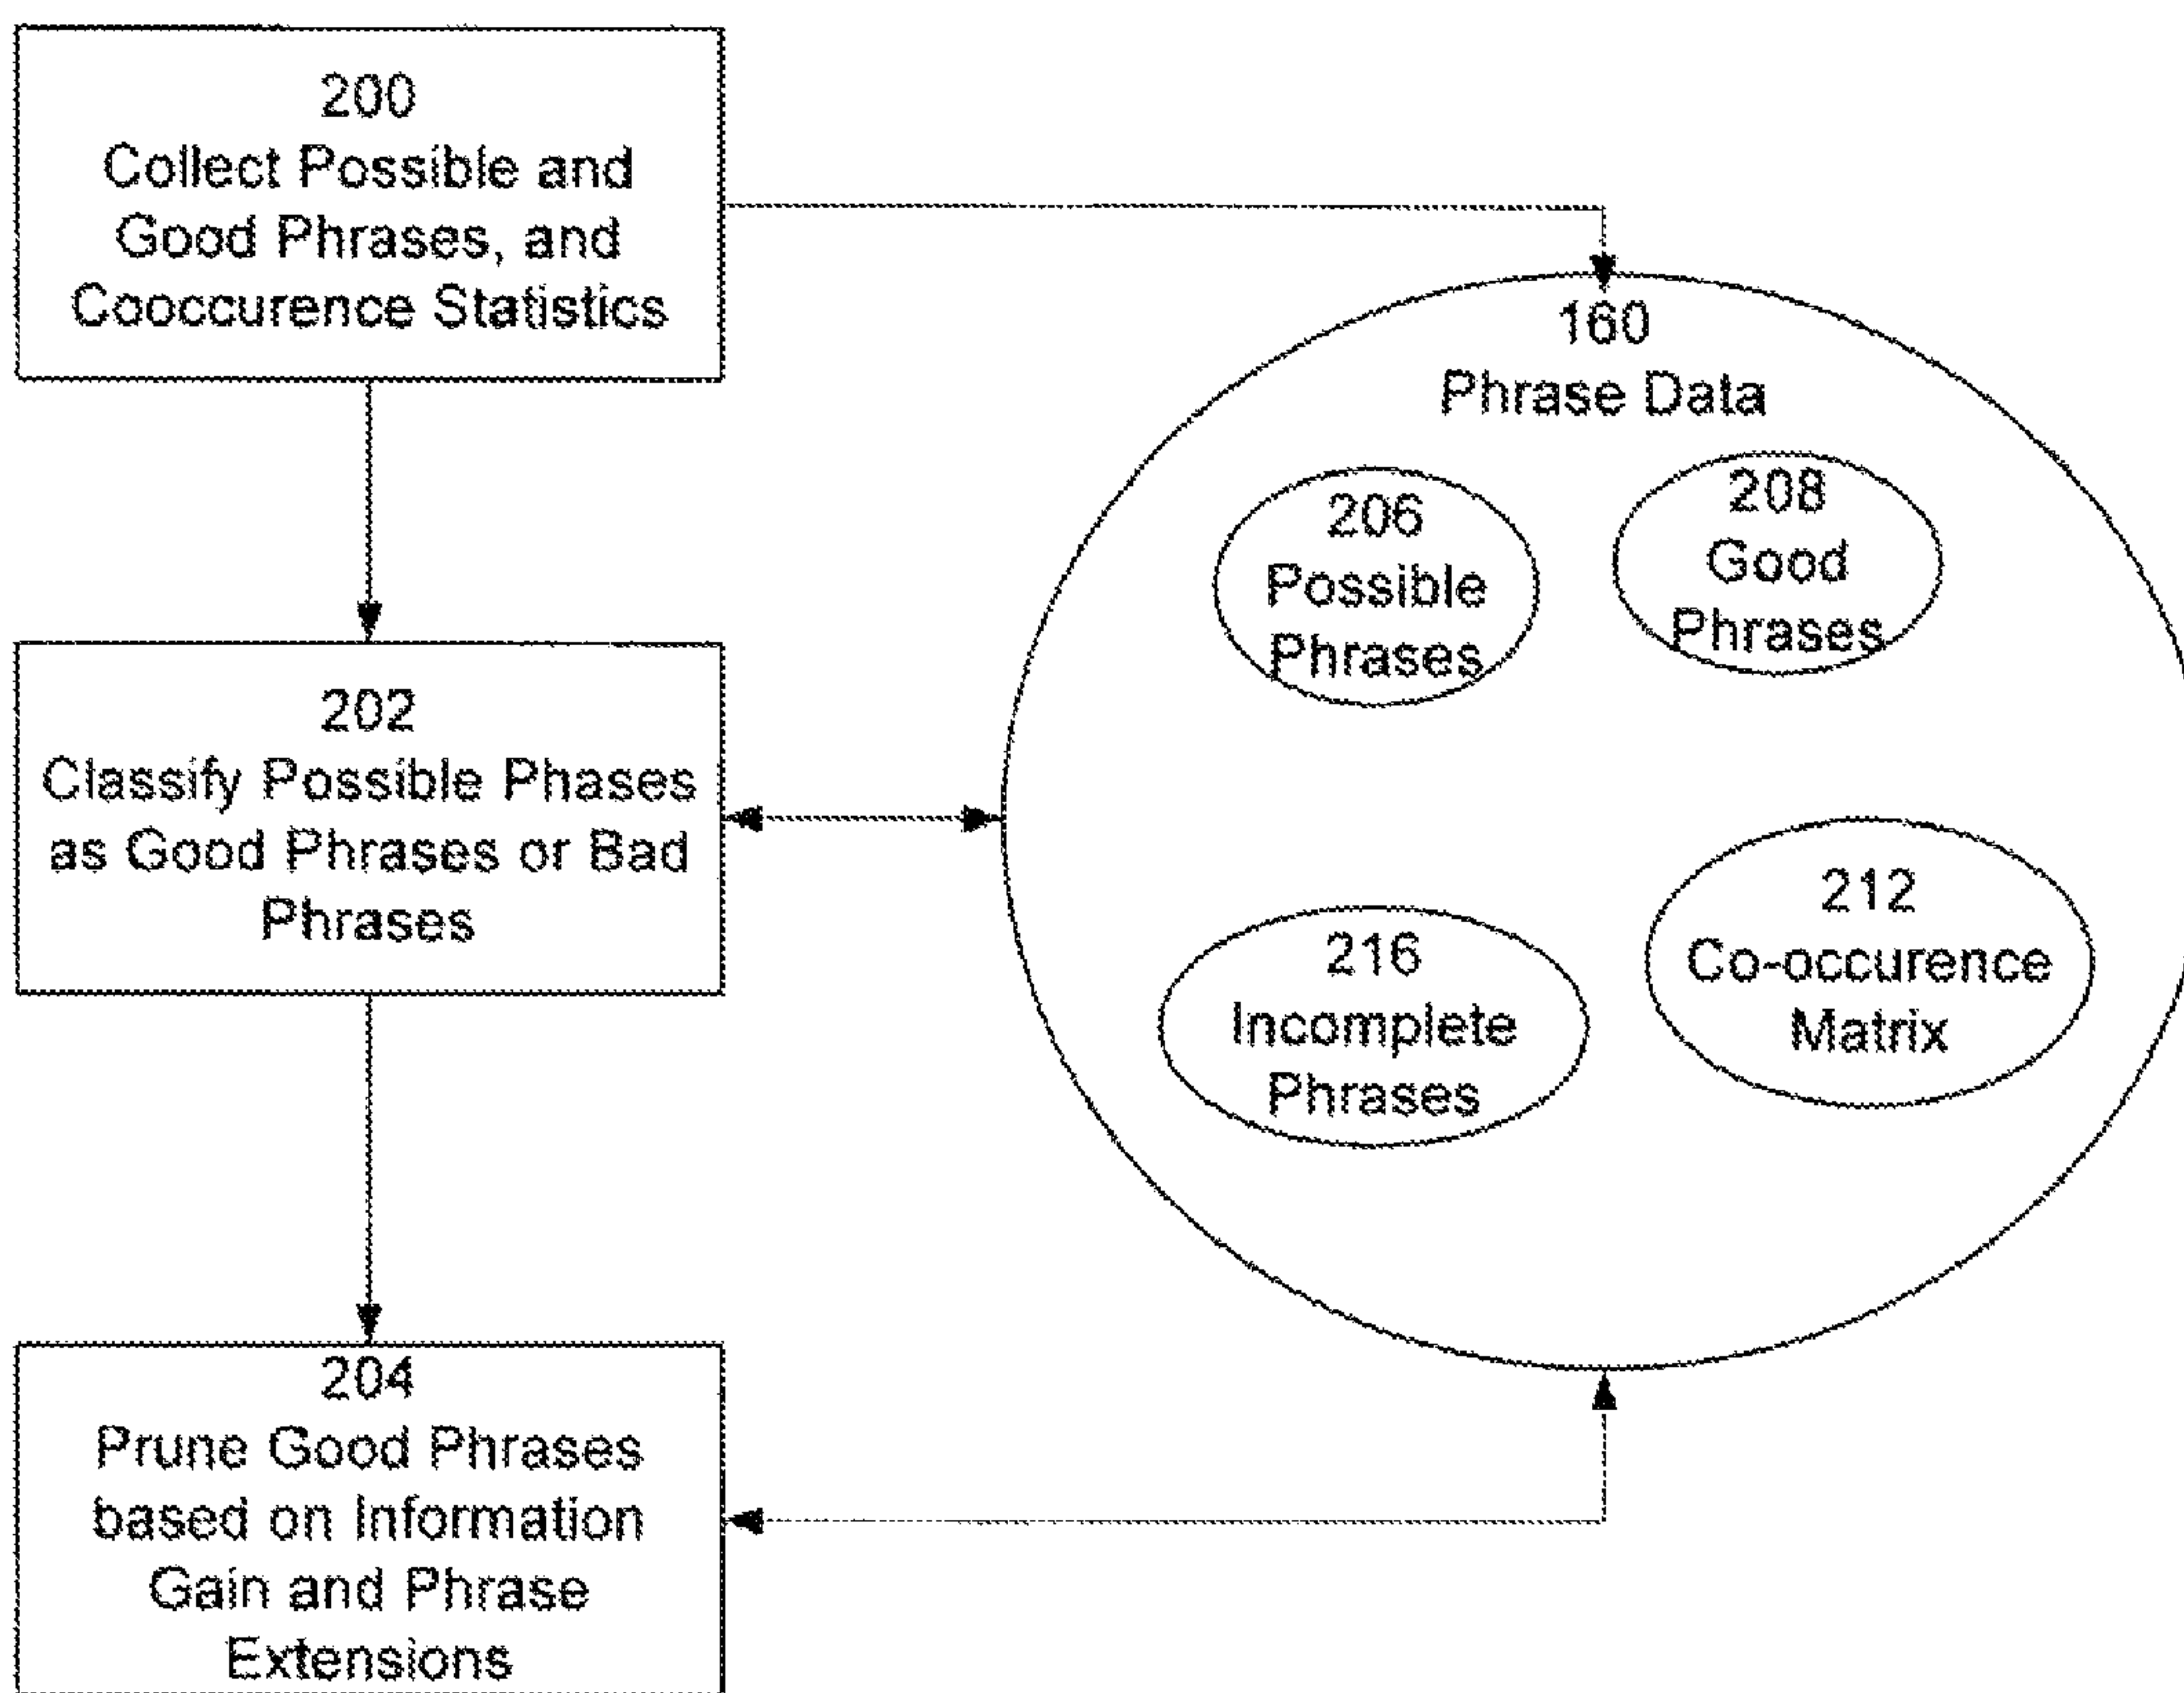 200
Collect Possible and
Good Phrases, and
Cooccurence Statistics
202
Classify Possible Phases
as Good Phrases or Bad
Phrases
204
Prune Good Phrases
based on Information
Gain and Phrase
Extensions
160
Phrase Data
206
Possible
Phrases
208
Good
Phrases
216
Incomplete
Phrases
212
Co-occurence
Matrix